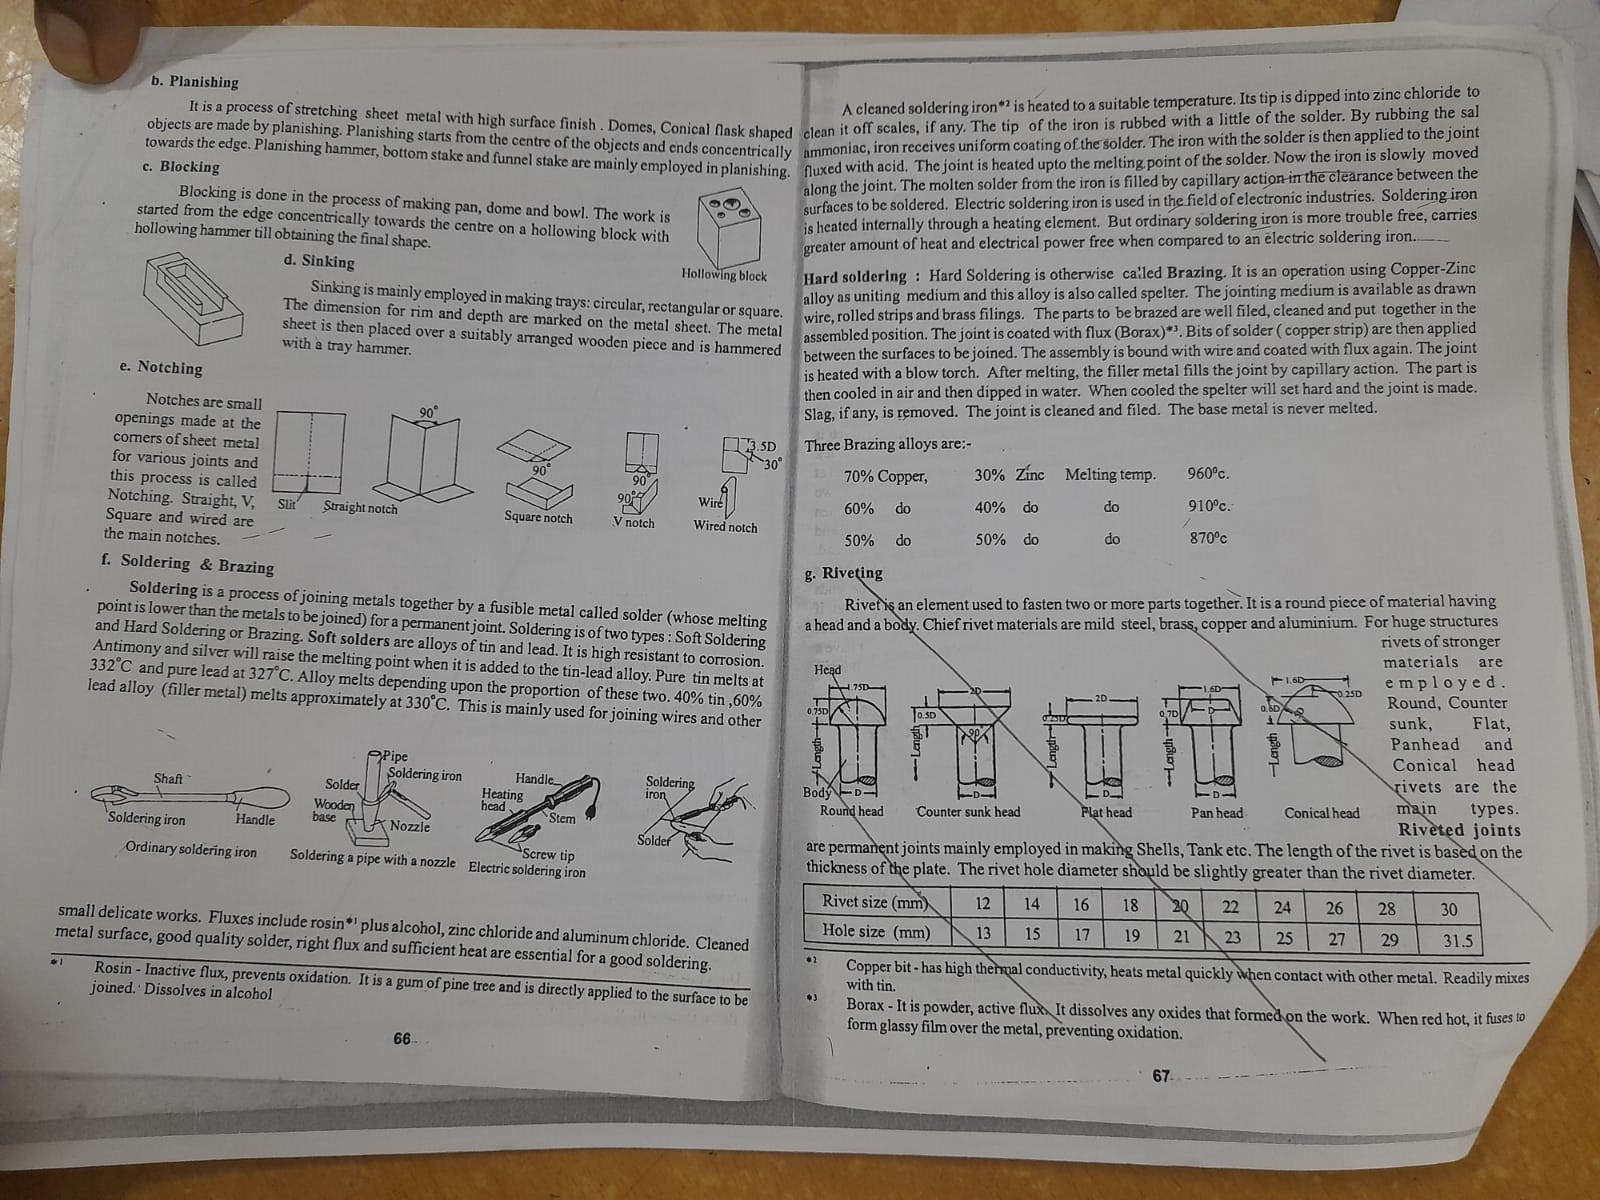 b. Planishing
It is a process of stretching sheet metal with high surface finish . Domes, Conical flask shaped
objects are made by planishing. Planishing starts from the centre of the objects and ends concentrically
towards the edge. Planishing hammer, bottom stake and funnel stake are mainly employed in planishing.
c. Blocking
Blocking is done in the process of making pan, dome and bowl. The work is
started from the edge concentrically towards the centre on a hollowing block with
hollowing hammer till obtaining the final shape.
Hollowing block
d. Sinking
Sinking is mainly employed in making trays: circular, rectangular or square.
The dimension for rim and depth are marked on the metal sheet. The metal
sheet is then placed over a suitably arranged wooden piece and is hammered
with a tray hammer.
e. Notching
Notches are small
openings made at the
corners of sheet metal
for various joints and
this process is called
Notching. Straight, V,
Square and wired are
the main notches.
90°
90°
90°
90°
3.5D
30°
Wire
Slit
Straight notch
Square notch
V notch
Wired notch
f. Soldering & Brazing
Soldering is a process of joining metals together by a fusible metal called solder (whose melting
point is lower than the metals to be joined) for a permanent joint. Soldering is of two types : Soft Soldering
and Hard Soldering or Brazing. Soft solders are alloys of tin and lead. It is high resistant to corrosion.
Antimony and silver will raise the melting point when it is added to the tin-lead alloy. Pure tin melts at
332°C and pure lead at 327°C. Alloy melts depending upon the proportion of these two. 40% tin ,60%
lead alloy (filler metal) melts approximately at 330°C. This is mainly used for joining wires and other
Shaft
Soldering iron
Handle
Ordinary soldering iron
Pipe
Soldering iron
Solder
Wooden
base
Nozzle
Soldering a pipe with a nozzle
Handle
Heating
head
Stem
Screw tip
Electric soldering iron
Soldering
iron
Solder
small delicate works. Fluxes include rosin*1 plus alcohol, zinc chloride and aluminum chloride. Cleaned
metal surface, good quality solder, right flux and sufficient heat are essential for a good soldering.
*1 Rosin - Inactive flux, prevents oxidation. It is a gum of pine tree and is directly applied to the surface to be
joined. Dissolves in alcohol
66
A cleaned soldering iron*2 is heated to a suitable temperature. Its tip is dipped into zinc chloride to
clean it off scales, if any. The tip of the iron is rubbed with a little of the solder. By rubbing the sal
ammoniac, iron receives uniform coating of the solder. The iron with the solder is then applied to the joint
fluxed with acid. The joint is heated upto the melting point of the solder. Now the iron is slowly moved
along the joint. The molten solder from the iron is filled by capillary action in the clearance between the
surfaces to be soldered. Electric soldering iron is used in the field of electronic industries. Soldering iron
is heated internally through a heating element. But ordinary soldering iron is more trouble free, carries
greater amount of heat and electrical power free when compared to an electric soldering iron.
Hard soldering : Hard Soldering is otherwise called Brazing. It is an operation using Copper-Zinc
alloy as uniting medium and this alloy is also called spelter. The jointing medium is available as drawn
wire, rolled strips and brass filings. The parts to be brazed are well filed, cleaned and put together in the
assembled position. The joint is coated with flux (Borax)*3. Bits of solder ( copper strip) are then applied
between the surfaces to be joined. The assembly is bound with wire and coated with flux again. The joint
is heated with a blow torch. After melting, the filler metal fills the joint by capillary action. The part is
then cooled in air and then dipped in water. When cooled the spelter will set hard and the joint is made.
Slag, if any, is removed. The joint is cleaned and filed. The base metal is never melted.
Three Brazing alloys are:-
70% Copper, 30% Zinc Melting temp. 960°c.
60% do 40% do do 910°c.
50% do 50% do do 870°c
g. Riveting
Rivet is an element used to fasten two or more parts together. It is a round piece of material having
a head and a body. Chief rivet materials are mild steel, brass, copper and aluminium. For huge structures
rivets of stronger
materials are
employed.
Round, Counter
sunk, Flat,
Panhead and
Conical head
rivets are the
main types.
Riveted joints
Head
1.75D
0.75D
Length
Body
D
Round head
2D
0.5D
90°
Length
D
Counter sunk head
2D
0.25D
Length
D
Flat head
1.6D
0.7D
D
Length
D
Pan head
1.6D
0.25D
Length
Conical head
are permanent joints mainly employed in making Shells, Tank etc. The length of the rivet is based on the
thickness of the plate. The rivet hole diameter should be slightly greater than the rivet diameter.
Rivet size (mm) 12 14 16 18 20 22 24 26 28 30
Hole size (mm) 13 15 17 19 21 23 25 27 29 31.5
*2 Copper bit - has high thermal conductivity, heats metal quickly when contact with other metal. Readily mixes
with tin.
*3 Borax - It is powder, active flux. It dissolves any oxides that formed on the work. When red hot, it fuses to
form glassy film over the metal, preventing oxidation.
67